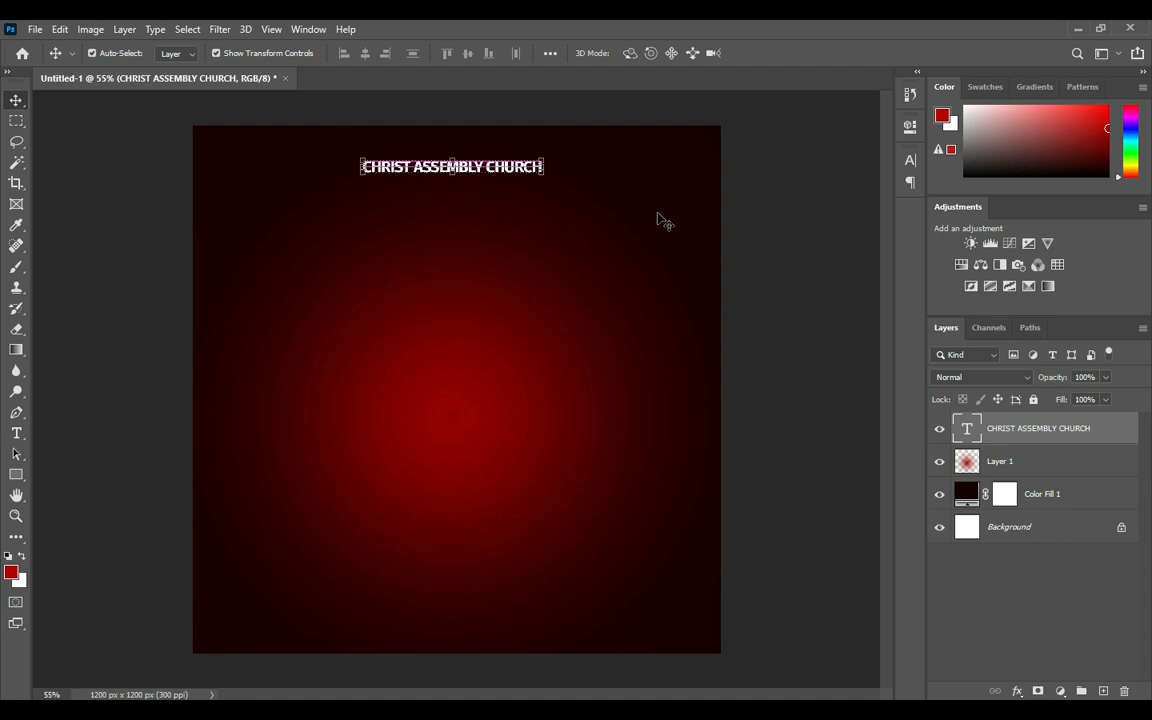 Ps File Edit Image Layer Type Select Filter 3D View Window Help
Auto-Select: Layer Show Transform Controls 3D Mode:
Untitled-1 @ 55% (CHRIST ASSEMBLY CHURCH, RGB/8) * ×
Color Swatches Gradients Patterns
CHRIST ASSEMBLY CHURCH
Adjustments
Add an adjustment
Layers Channels Paths
Kind
Normal Opacity: 100%
Lock: Fill: 100%
T CHRIST ASSEMBLY CHURCH
Layer 1
Color Fill 1
Background
55% 1200 px x 1200 px (300 ppi)
fx